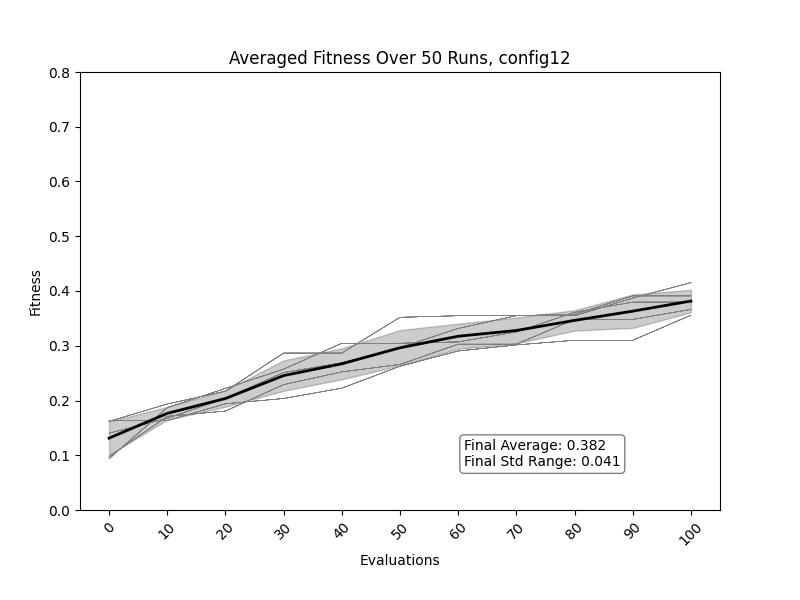 Averaged Fitness Over 50 Runs, config12
0.8
0.7
0.6
0.5
0.4
0.3
0.2
0.1
0.0
Fitness
Final Average: 0.382
Final Std Range: 0.041
0 10 20 30 40 50 60 70 80 90 100
Evaluations